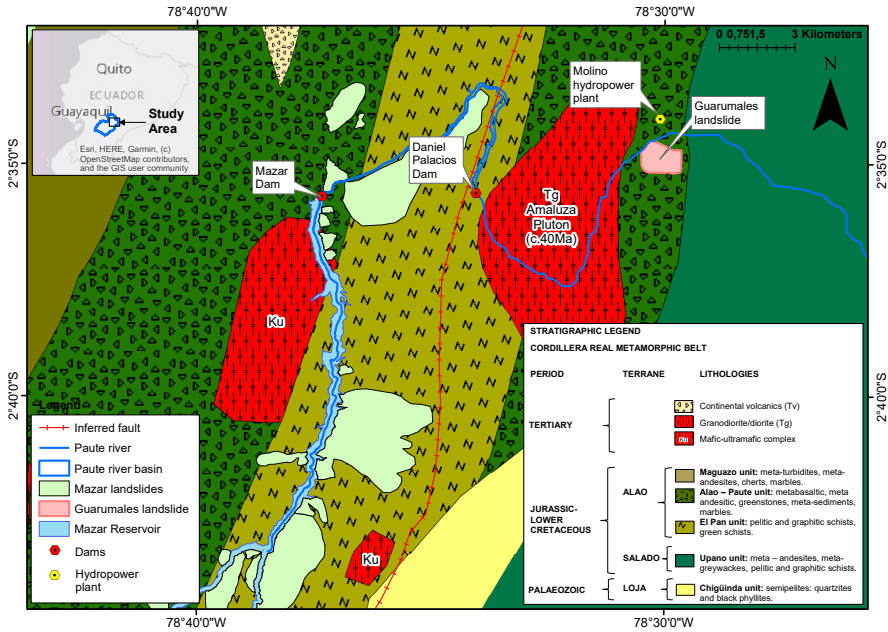 78°40'0"W
78°30'0"W
2°35'0"S
2°40'0"S
2°35'0"S
2°40'0"S
78°40'0"W
78°30'0"W
Quito
ECUADOR
Guayaquil
Study
Area
Esri, HERE, Garmin, (c)
OpenStreetMap contributors,
and the GIS user community
0 0,751,5 3 Kilometers
N
Molino
hydropower
plant
Guarumales
landslide
Daniel
Palacios
Dam
Mazar
Dam
Tg
Amaluza
Pluton
(c.40Ma)
Ku
Ku
Legend
Inferred fault
Paute river
Paute river basin
Mazar landslides
Guarumales landslide
Mazar Reservoir
Dams
Hydropower
plant
STRATIGRAPHIC LEGEND
CORDILLERA REAL METAMORPHIC BELT
PERIOD TERRANE LITHOLOGIES
TERTIARY
Continental volcanics (Tv)
Granodiorite/diorite (Tg)
Ku Mafic-ultramafic complex
JURASSIC-
LOWER
CRETACEOUS
ALAO
Maguazo unit: meta-turbidites, meta-
andesites, cherts, marbles.
Alao – Paute unit: metabasaltic, meta
andesitic, greenstones, meta-sediments,
marbles.
El Pan unit: pelitic and graphitic schists,
green schists.
SALADO
Upano unit: meta – andesites, meta-
greywackes, pelitic and graphitic schists.
PALAEOZOIC LOJA
Chigüinda unit: semipelites: quartzites
and black phyllites.